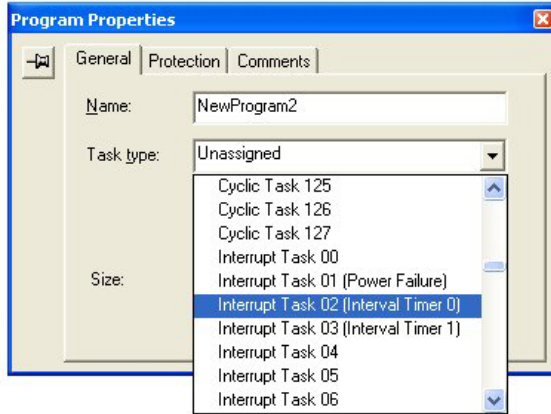 Program Properties
General Protection Comments
Name: NewProgram2
Task type: Unassigned
Cyclic Task 125
Cyclic Task 126
Cyclic Task 127
Interrupt Task 00
Size: Interrupt Task 01 (Power Failure)
Interrupt Task 02 (Interval Timer 0)
Interrupt Task 03 (Interval Timer 1)
Interrupt Task 04
Interrupt Task 05
Interrupt Task 06